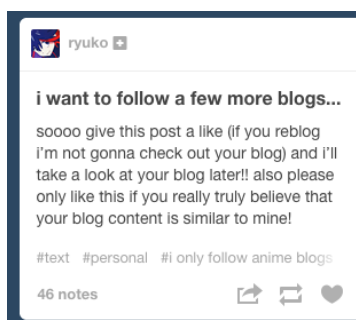 ryuko
i want to follow a few more blogs...
soooo give this post a like (if you reblog
i'm not gonna check out your blog) and i'll
take a look at your blog later!! also please
only like this if you really truly believe that
your blog content is similar to mine!
#text #personal #i only follow anime blogs
46 notes